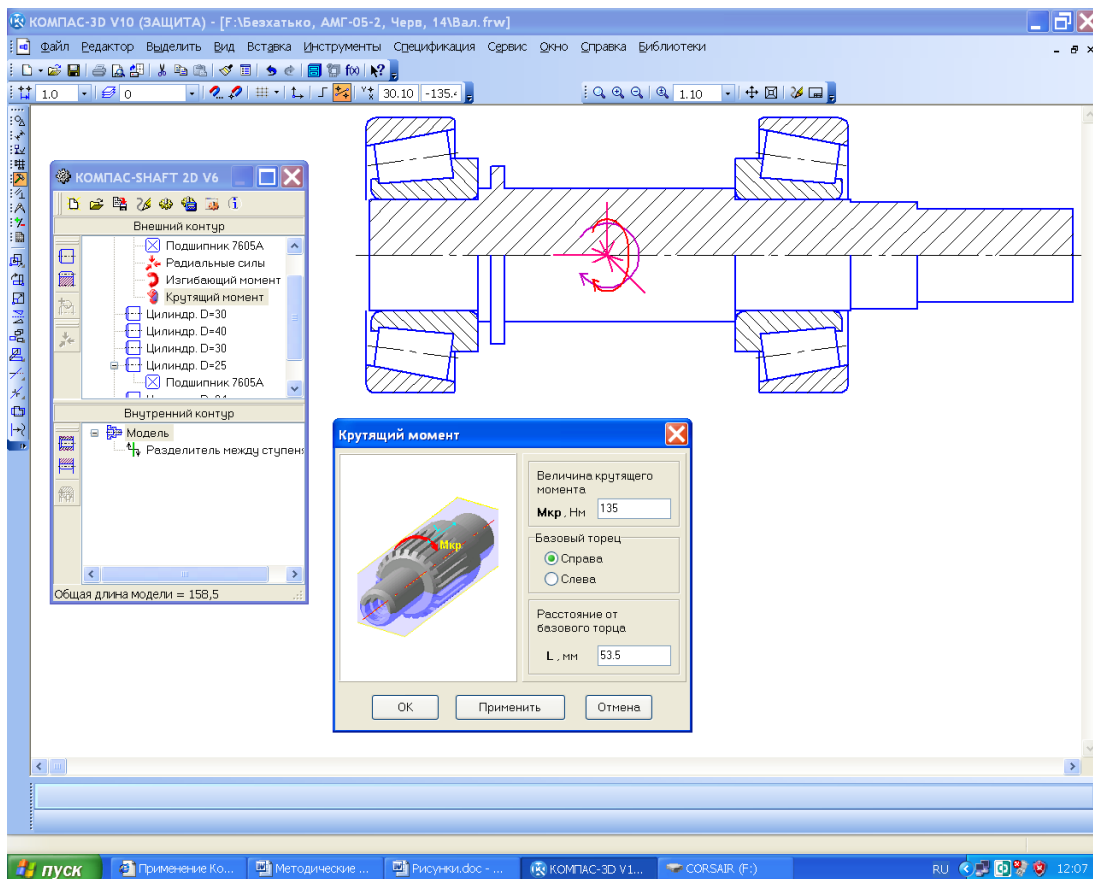 КОМПАС-3D V10 (ЗАЩИТА) - [F:\Безхатько, АМГ-05-2, Черв, 14\Вал.frw]
Файл Редактор Выделить Вид Вставка Инструменты Спецификация Сервис Окно Справка Библиотеки
1.0 0 30.10 -135.4 1.10
КОМПАС-SHAFT 2D V6
Внешний контур
Подшипник 7605А
Радиальные силы
Изгибающий момент
Крутящий момент
Цилиндр. D=30
Цилиндр. D=40
Цилиндр. D=30
Цилиндр. D=25
Подшипник 7605А
Внутренний контур
Модель
Разделитель между ступеня
Общая длина модели = 158,5
Крутящий момент
Мкр
Величина крутящего
момента
Мкр , Нм 135
Базовый торец
Справа
Слева
Расстояние от
базового торца
L , мм 53.5
OK Применить Отмена
пуск Применение Ко... Методические ... Рисунки.doc - ... КОМПАС-3D V1... CORSAIR (F:) RU 12:07